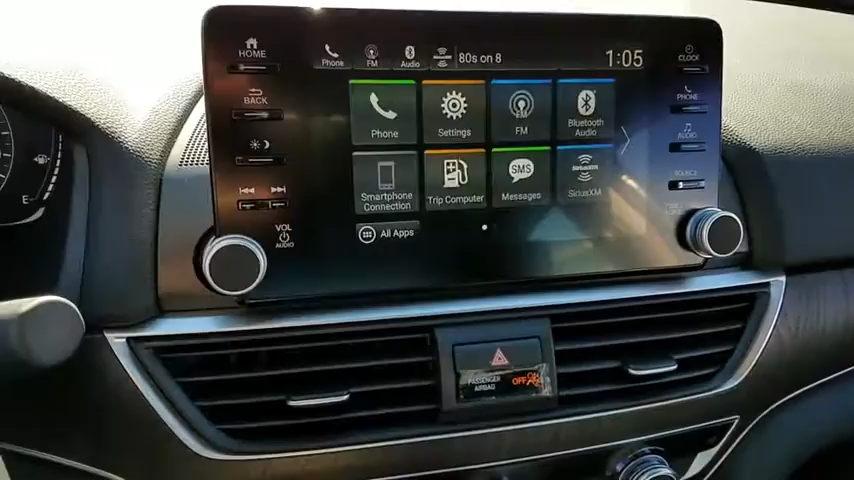 HOME
Phone FM Audio 80s on 8 1:05
CLOCK
BACK
PHONE
Phone Settings FM Bluetooth Audio
AUDIO
SOURCE
SiriusXM
Smartphone Connection Trip Computer SMS Messages SiriusXM
All Apps
VOL
AUDIO
PASSENGER AIRBAG OFF
E